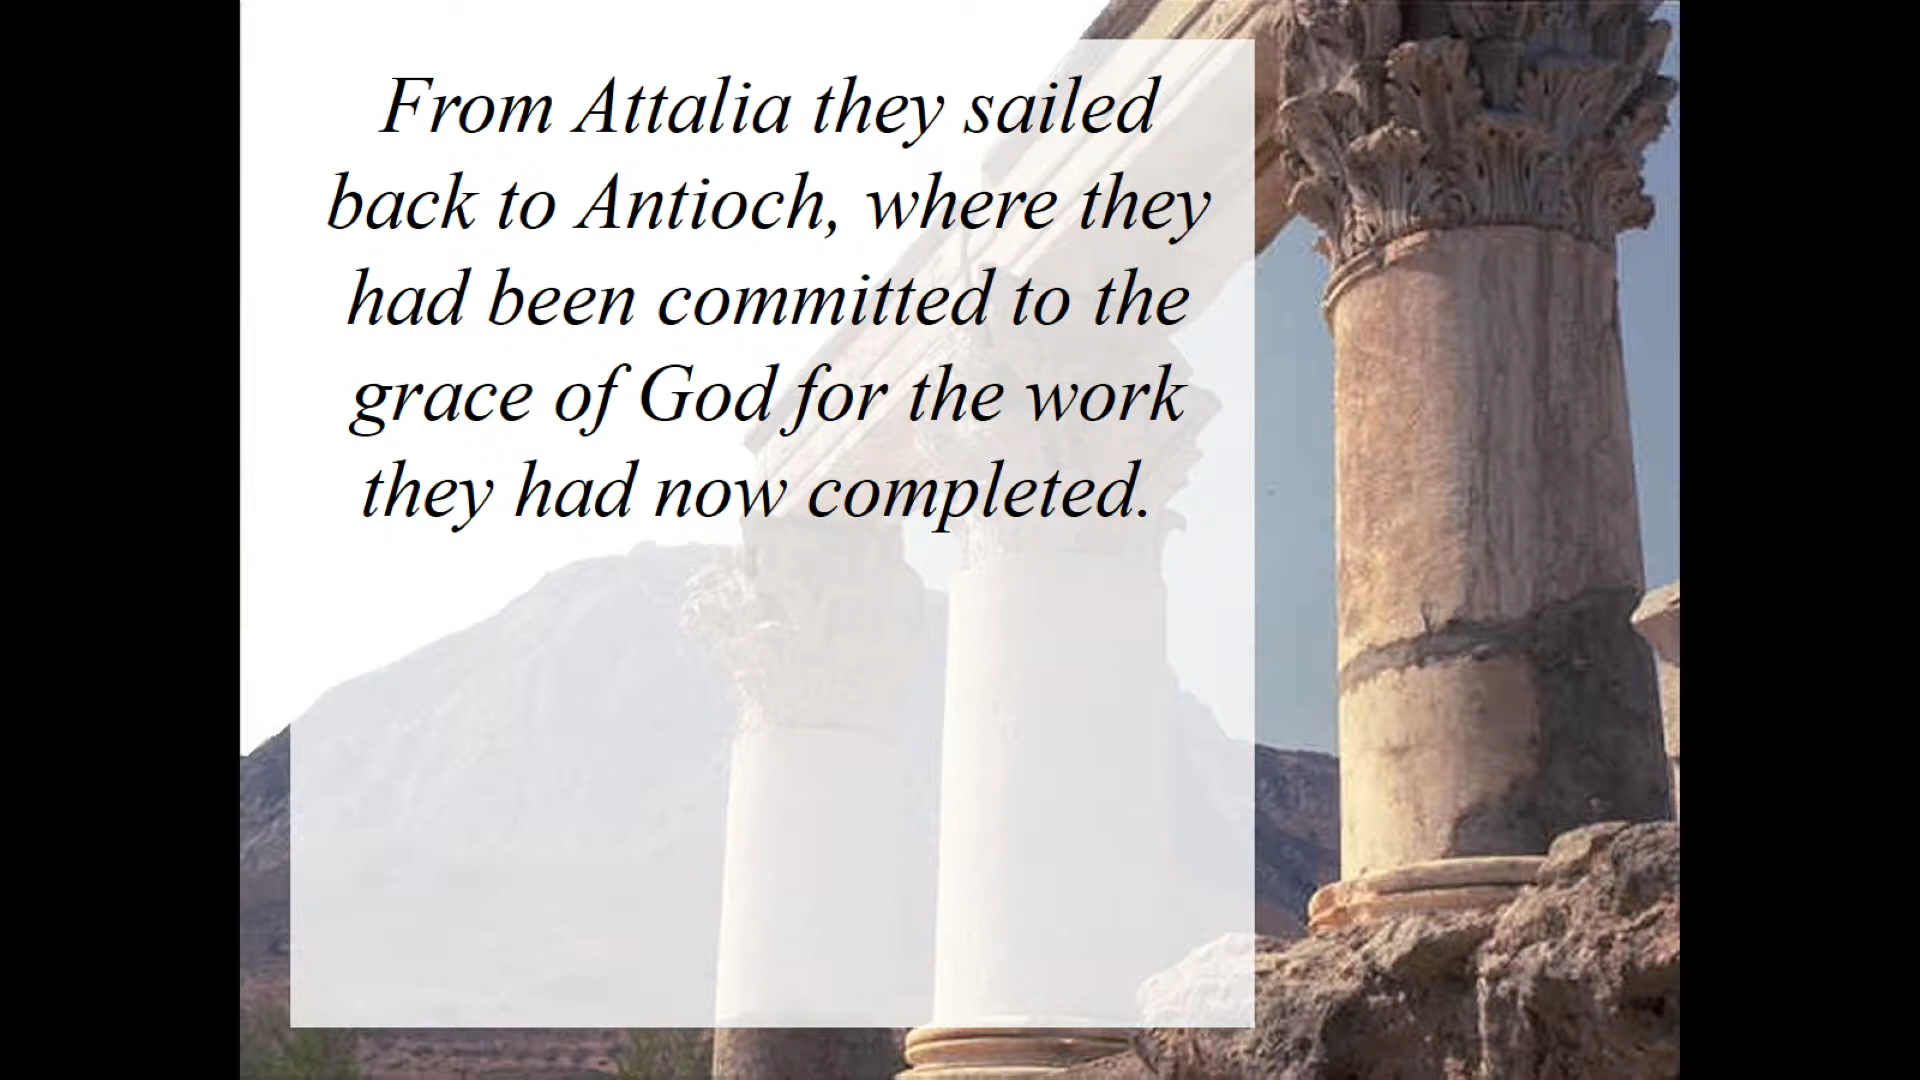 From Attalia they sailed
back to Antioch, where they
had been committed to the
grace of God for the work
they had now completed.